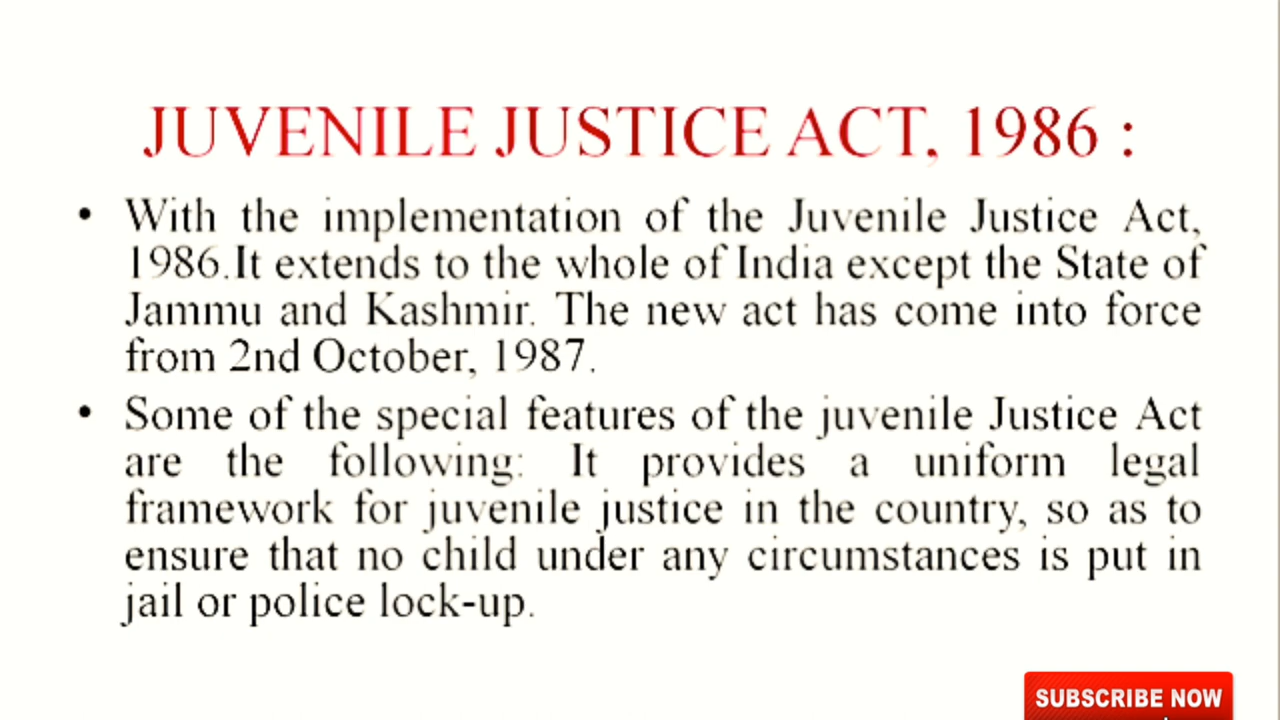 JUVENILE JUSTICE ACT, 1986 :
• With the implementation of the Juvenile Justice Act,
1986.It extends to the whole of India except the State of
Jammu and Kashmir. The new act has come into force
from 2nd October, 1987.
• Some of the special features of the juvenile Justice Act
are the following: It provides a uniform legal
framework for juvenile justice in the country, so as to
ensure that no child under any circumstances is put in
jail or police lock-up.
SUBSCRIBE NOW